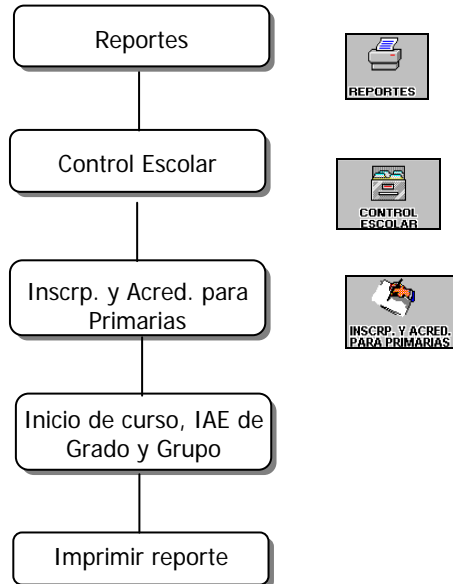 Reportes
REPORTES
Control Escolar
CONTROL
ESCOLAR
Inscrp. y Acred. para
Primarias
INSCRP. Y ACRED.
PARA PRIMARIAS
Inicio de curso, IAE de
Grado y Grupo
Imprimir reporte